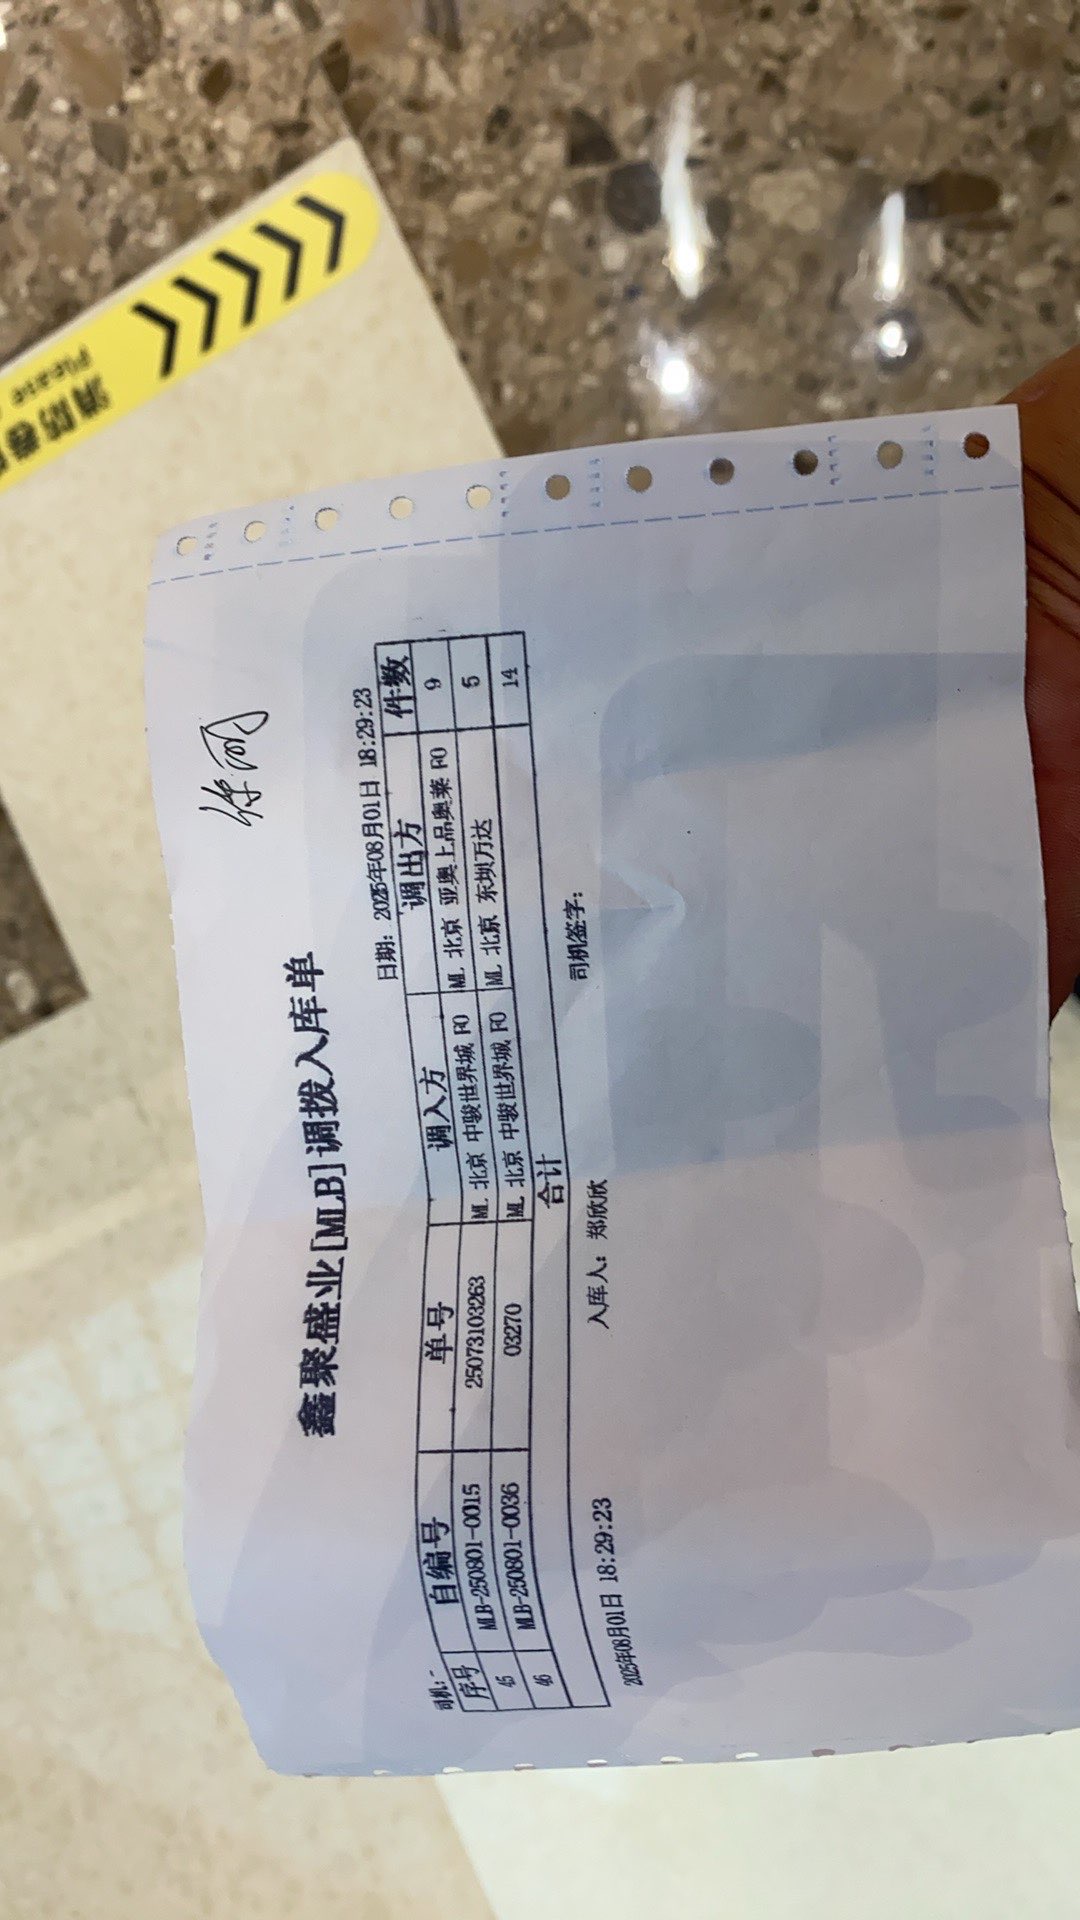 鑫聚盛业[MLB]调拨入库单
司机:-
日期: 2025年08月01日 18:29:23
序号 自编号 单号 调入方 调出方 件数
45 MLB-250801-0015 25073103263 ML 北京 中骏世界城 FO ML 北京 亚奥上品奥莱 FO 9
46 MLB-250801-0036 03270 ML 北京 中骏世界城 FO ML 北京 东坝万达 5
合计 14
2025年08月01日 18:29:23 入库人: 郑欣欣 司机签字:
消防卷
Please